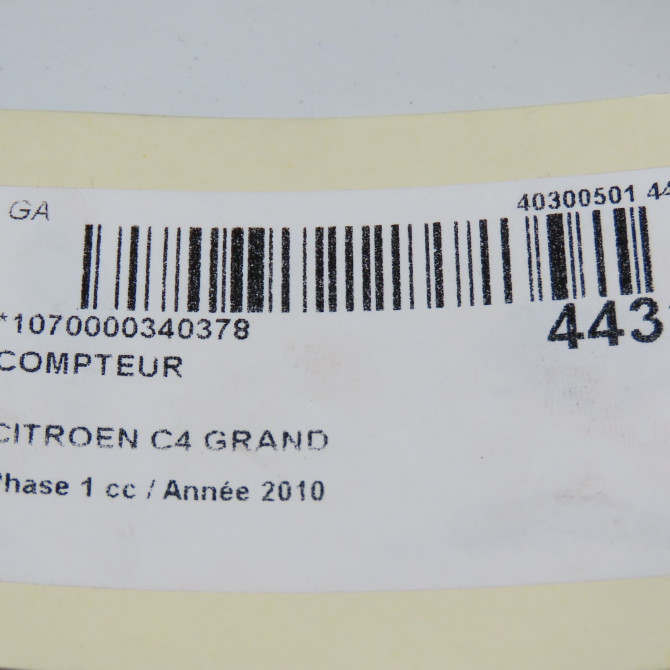 GA
40300501 44
*1070000340378
443
COMPTEUR
CITROEN C4 GRAND
Phase 1 cc / Année 2010